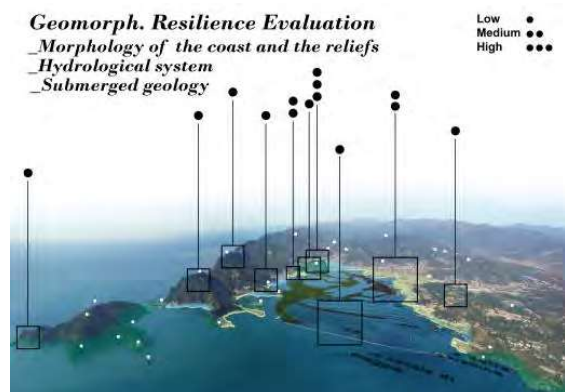 Geomorph. Resilience Evaluation
_Morphology of the coast and the reliefs
_Hydrological system
_Submerged geology
Low
Medium
High